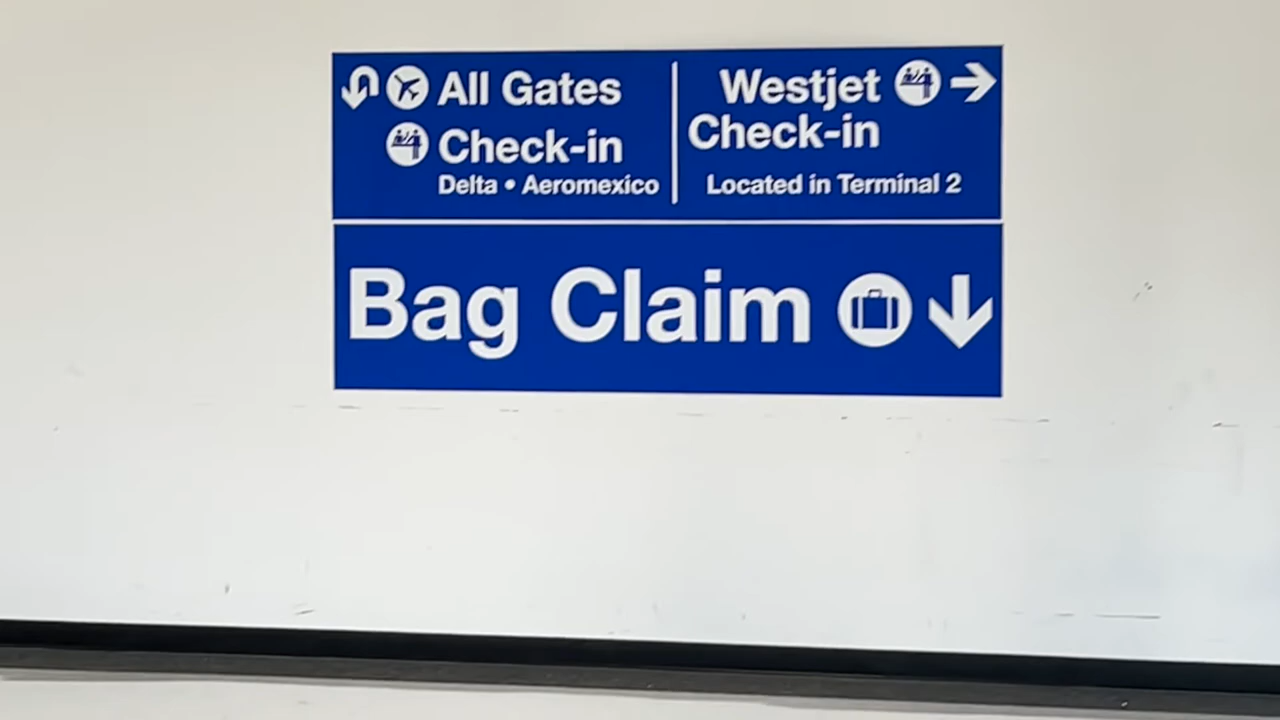 All Gates
Check-in
Delta • Aeromexico
Westjet
Check-in
Located in Terminal 2
Bag Claim